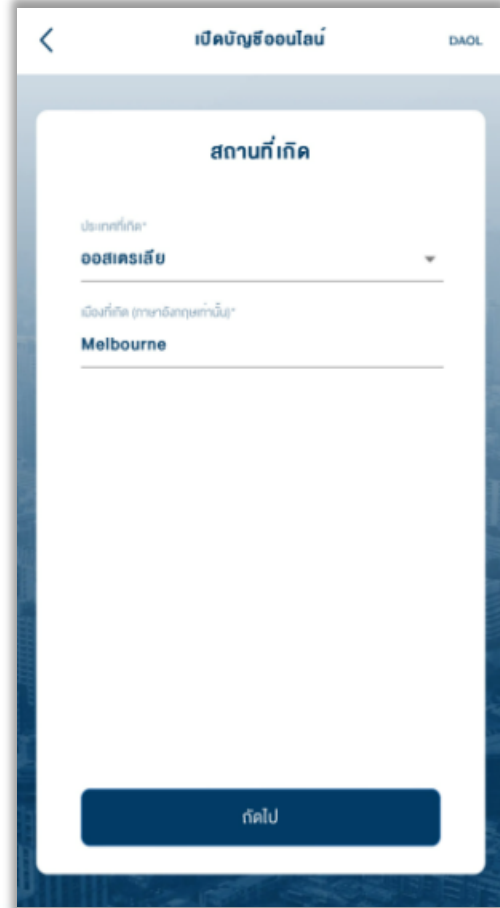 เปิดบัญชีออนไลน์
DAOL
สถานที่เกิด
ประเทศที่เกิด*
ออสเตรเลีย
เมืองที่เกิด (ภาษาอังกฤษเท่านั้น)*
Melbourne
ถัดไป